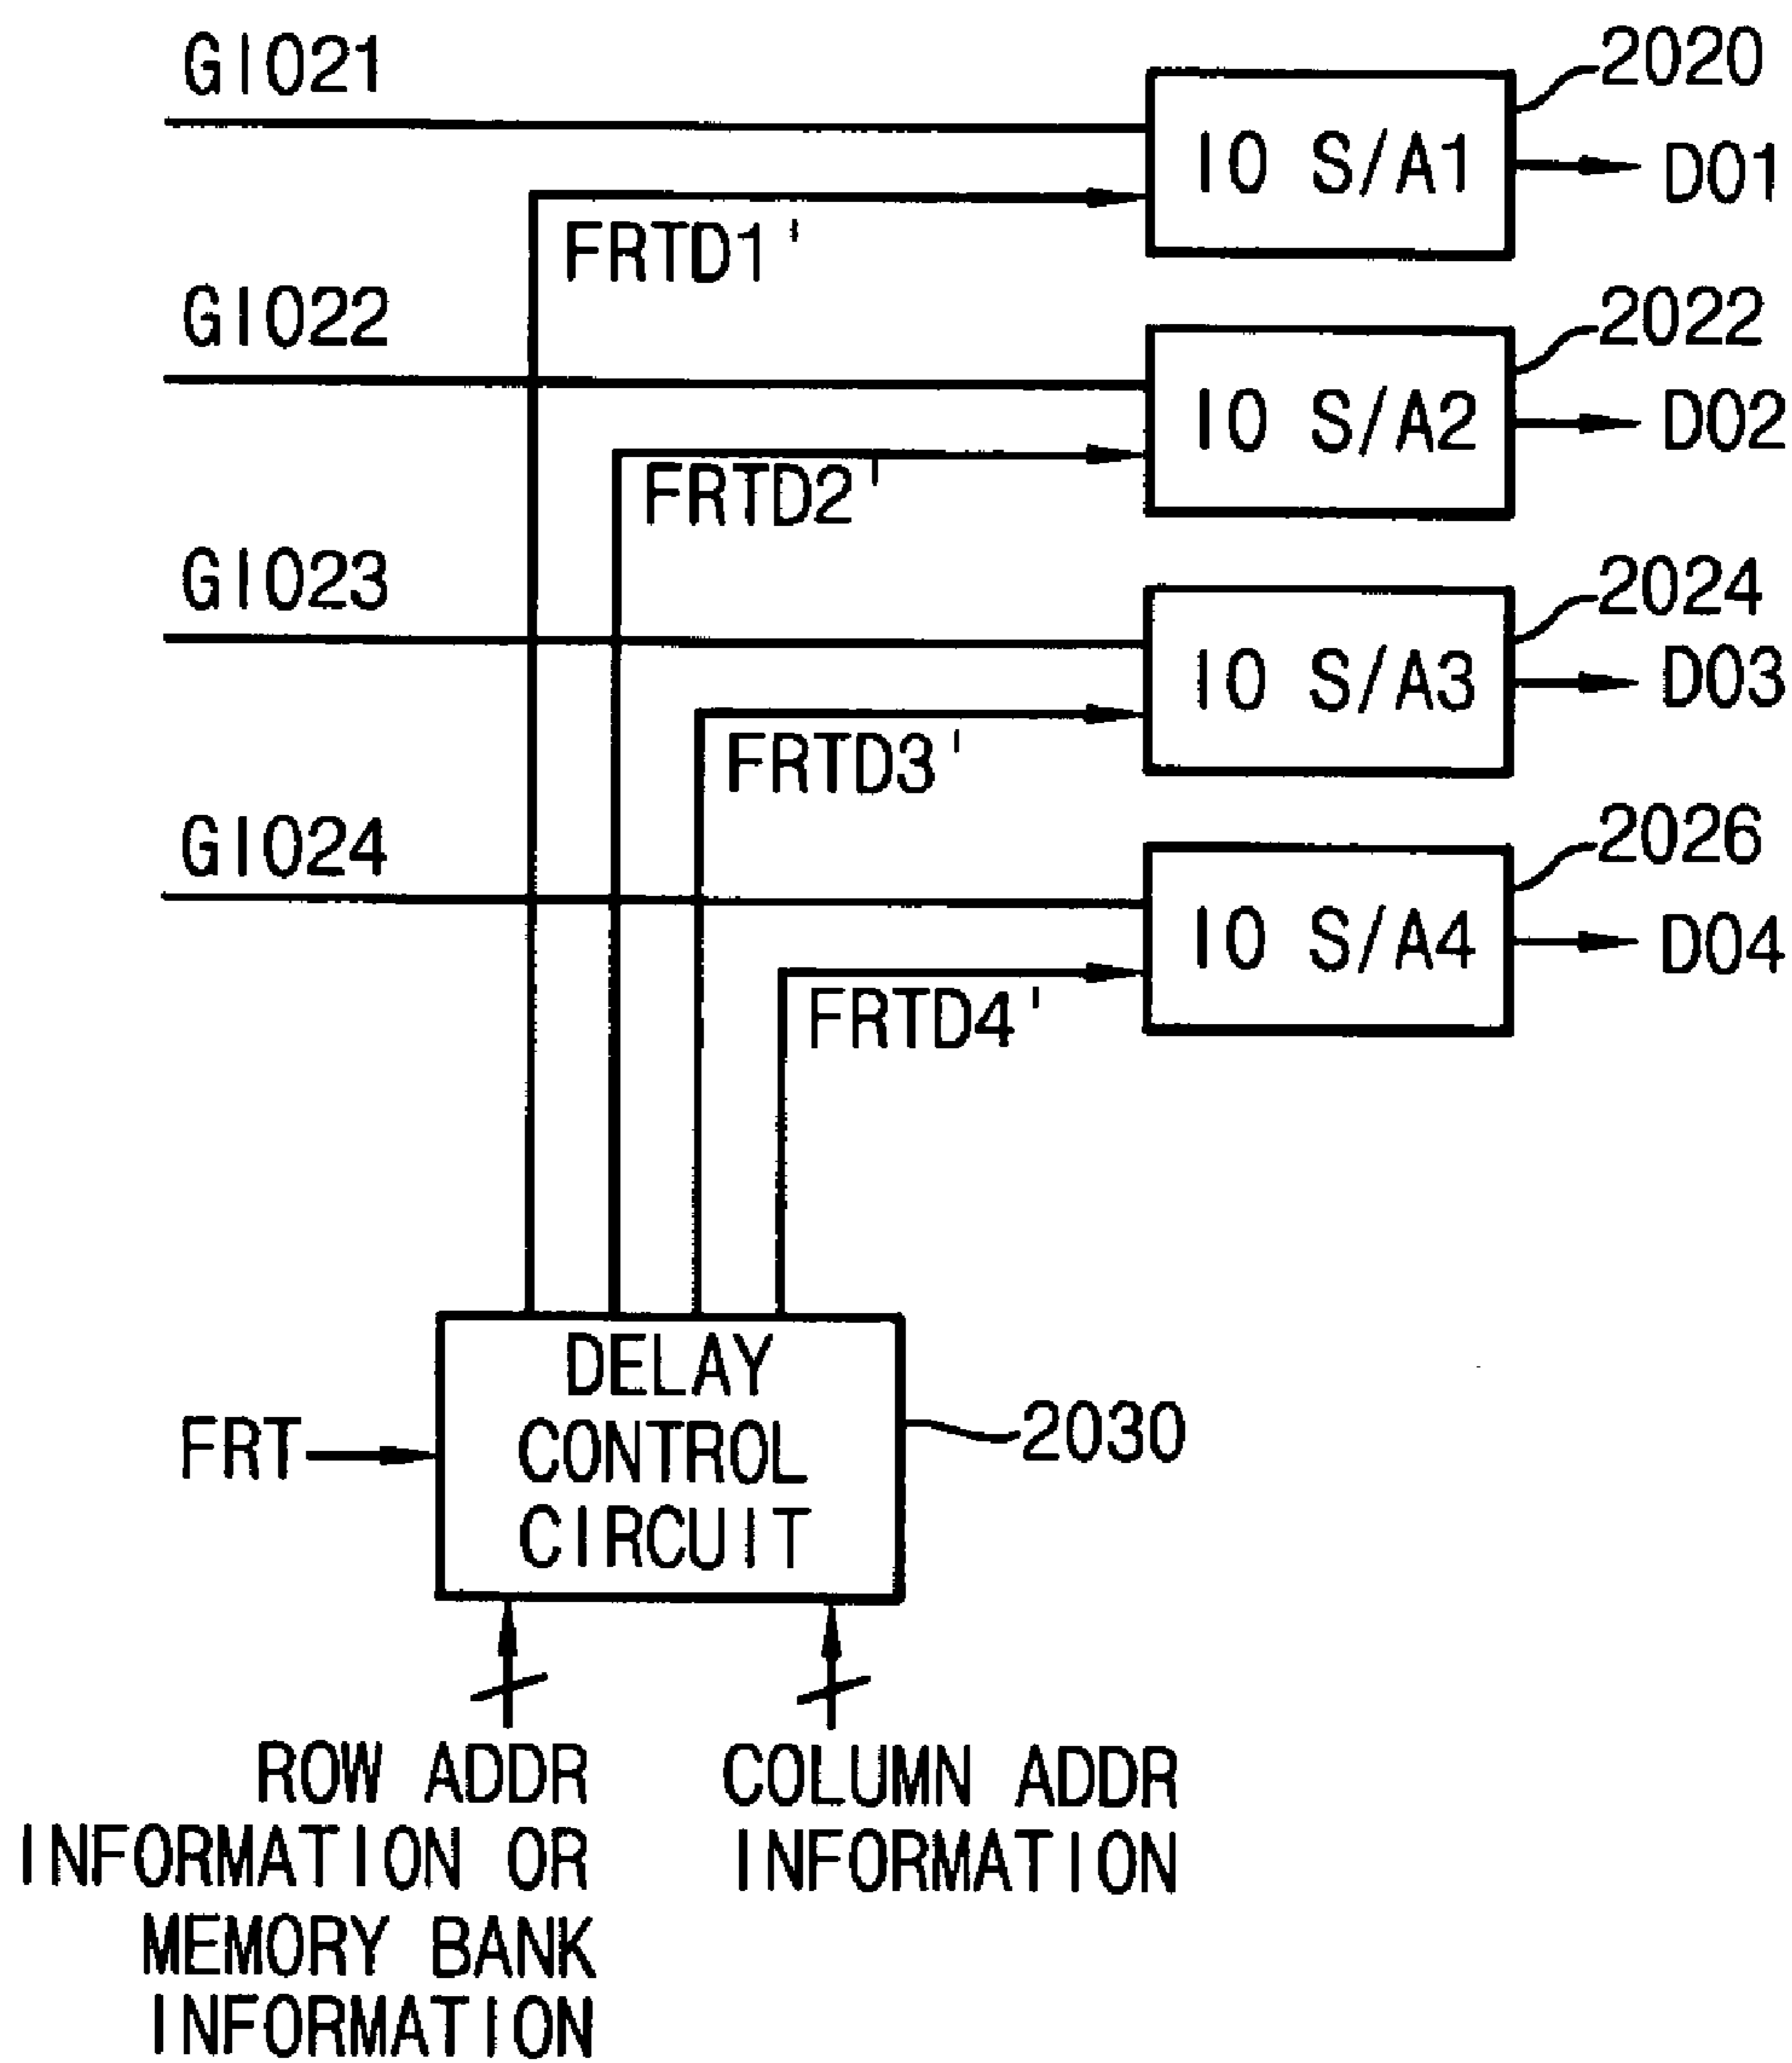 GIO21
2020
IO S/A1
DO1
FRTD1'
GIO22
2022
IO S/A2
DO2
FRTD2'
GIO23
2024
IO S/A3
DO3
FRTD3'
GIO24
2026
IO S/A4
DO4
FRTD4'
DELAY
CONTROL
CIRCUIT
FRT
2030
ROW ADDR
INFORMATION OR
MEMORY BANK
INFORMATION
COLUMN ADDR
INFORMATION